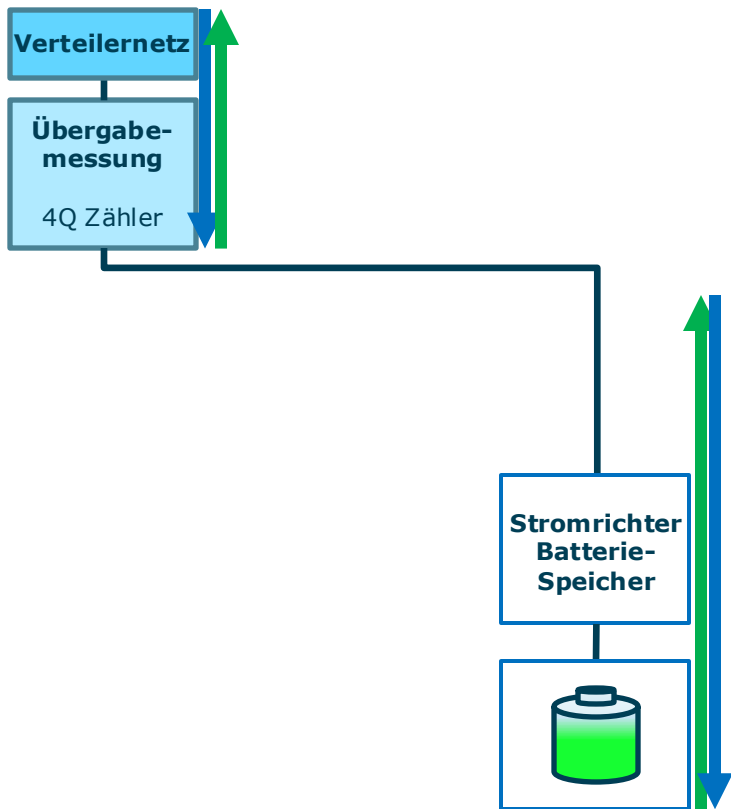 Verteilernetz
Übergabe-
messung
4Q Zähler
Stromrichter
Batterie-
Speicher